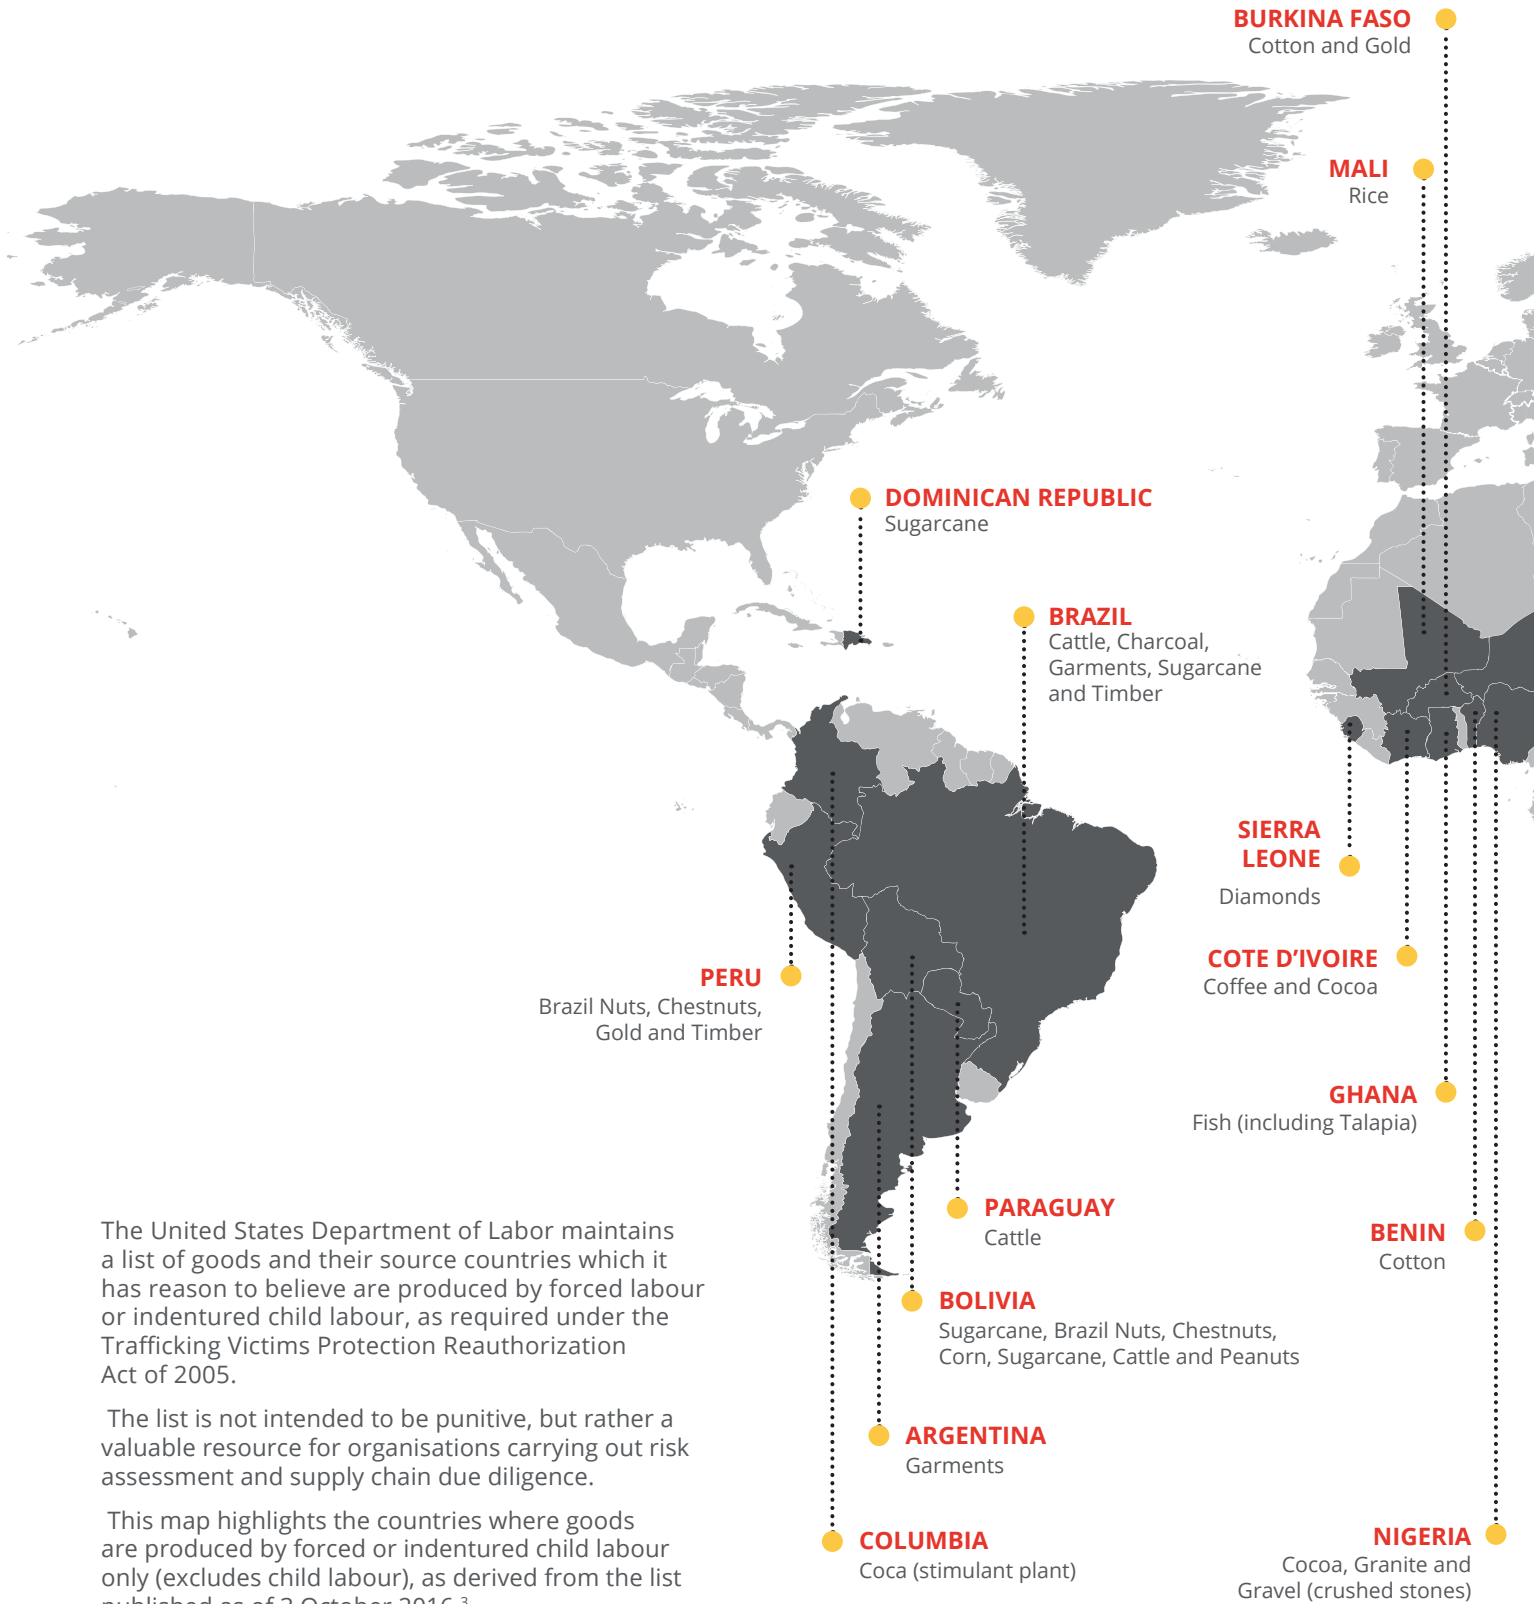 BURKINA FASO
Cotton and Gold
MALI
Rice
DOMINICAN REPUBLIC
Sugarcane
BRAZIL
Cattle, Charcoal,
Garments, Sugarcane
and Timber
SIERRA
LEONE
Diamonds
COTE D’IVOIRE
Coffee and Cocoa
PERU
Brazil Nuts, Chestnuts,
Gold and Timber
GHANA
Fish (including Talapia)
PARAGUAY
Cattle
BENIN
Cotton
BOLIVIA
Sugarcane, Brazil Nuts, Chestnuts,
Corn, Sugarcane, Cattle and Peanuts
ARGENTINA
Garments
COLUMBIA
Coca (stimulant plant)
NIGERIA
Cocoa, Granite and
Gravel (crushed stones)
The United States Department of Labor maintains
a list of goods and their source countries which it
has reason to believe are produced by forced labour
or indentured child labour, as required under the
Trafficking Victims Protection Reauthorization
Act of 2005.
The list is not intended to be punitive, but rather a
valuable resource for organisations carrying out risk
assessment and supply chain due diligence.
This map highlights the countries where goods
are produced by forced or indentured child labour
only (excludes child labour), as derived from the list
published as of 3 October 2016.³